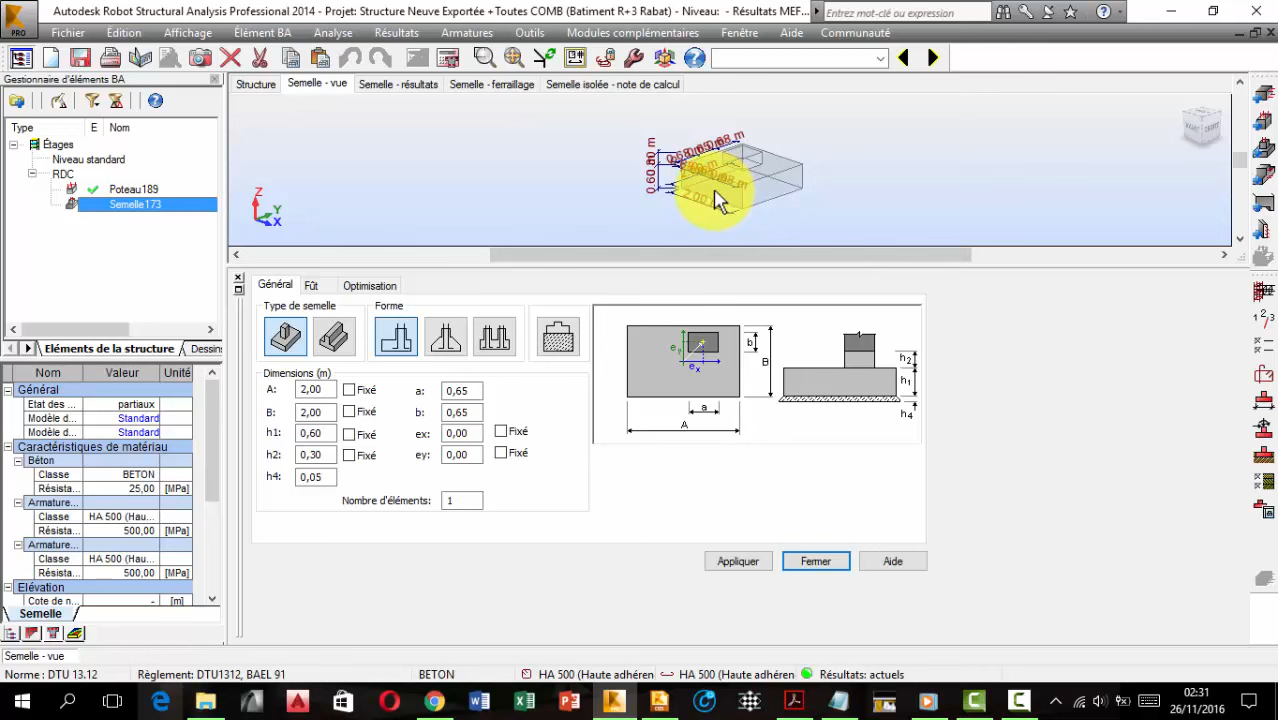 PRO
Autodesk Robot Structural Analysis Professional 2014 - Projet: Structure Neuve Exportée +Toutes COMB (Batiment R+3 Rabat) - Niveau: - Résultats MEF...
Entrez mot-clé ou expression
Fichier Édition Affichage Élément BA Analyse Résultats Armatures Outils Modules complémentaires Fenêtre Aide Communauté
Gestionnaire d'éléments BA
Structure Semelle - vue Semelle - résultats Semelle - ferraillage Semelle isolée - note de calcul
Type E Nom
Étages
Niveau standard
RDC
Poteau189
Semelle173
Z
Y
X
Général Fût Optimisation
Type de semelle Forme
Dimensions (m)
A: 2,00 Fixé a: 0,65
B: 2,00 Fixé b: 0,65
h1: 0,60 Fixé ex: 0,00 Fixé
h2: 0,30 Fixé ey: 0,00 Fixé
h4: 0,05
Nombre d'éléments: 1
ey
ex
b
B
a
A
h2
h1
h4
Appliquer Fermer Aide
Eléments de la structure Dessins
Nom Valeur Unité
Général
Etat des ... partiaux
Modèle d... Standard
Modèle d... Standard
Caractéristiques de matériau
Béton
Classe BETON
Résista... 25,00 [MPa]
Armature...
Classe HA 500 (Hau...
Résista... 500,00 [MPa]
Armature...
Classe HA 500 (Hau...
Résista... 500,00 [MPa]
Elévation
Cote de n... - [m]
Semelle
Semelle - vue
Norme : DTU 13.12 Règlement: DTU1312, BAEL 91 BETON HA 500 (Haute adhéren HA 500 (Haute adhéren Résultats: actuels
02:31
26/11/2016